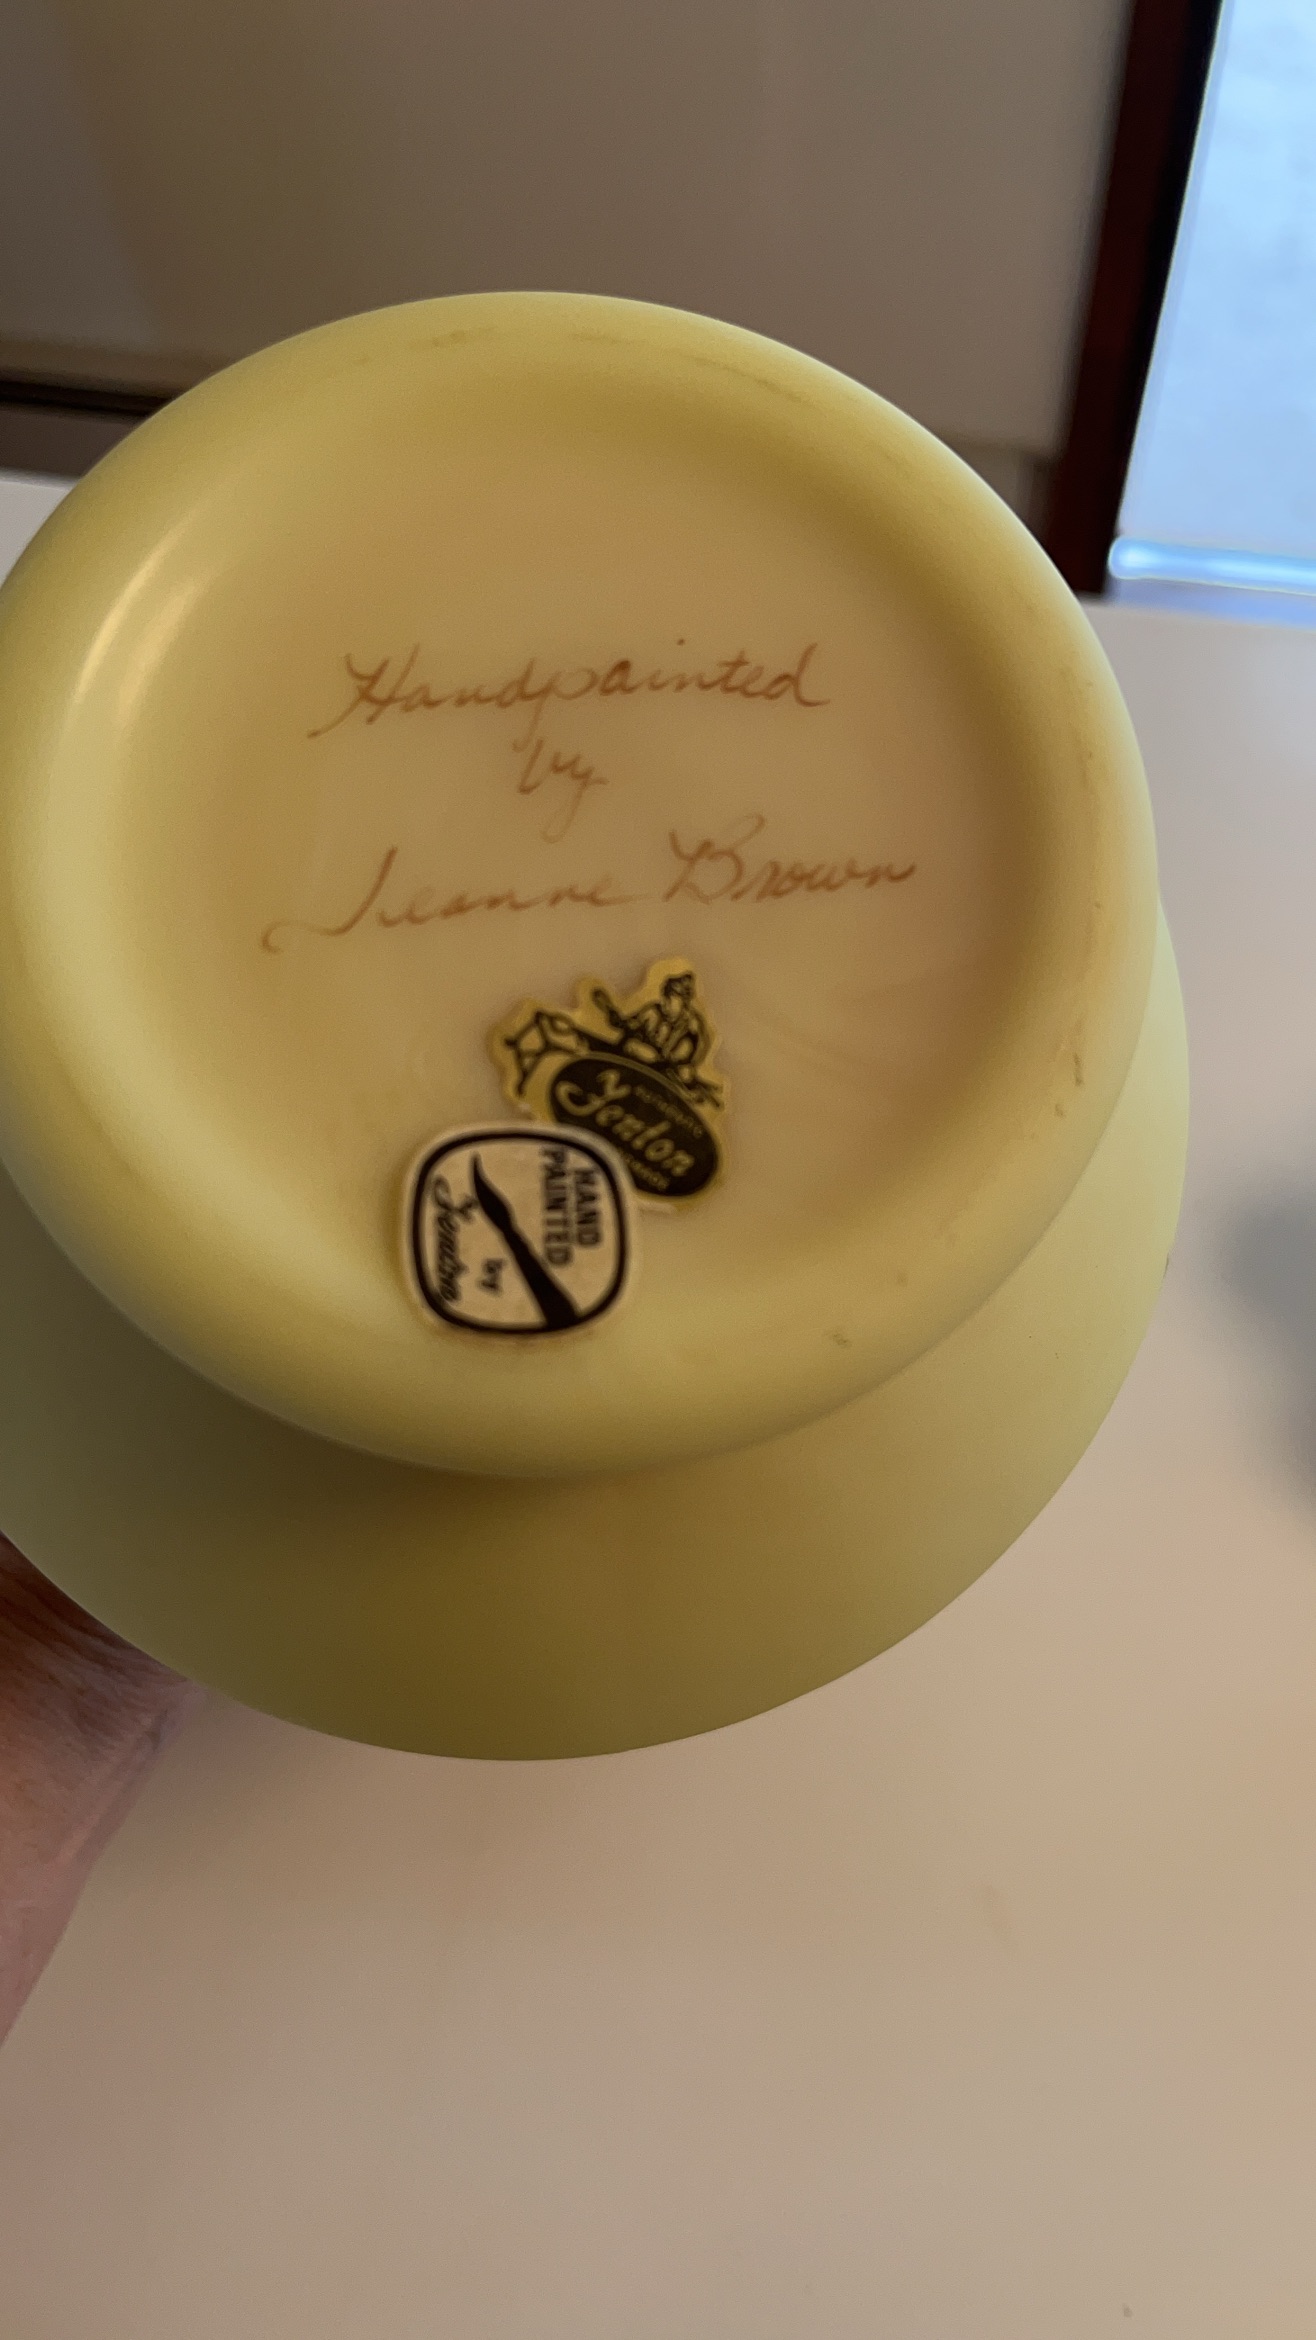 Handpainted
by
Jeanne Brown
Fenton
HAND
PAINTED
by
Fenton